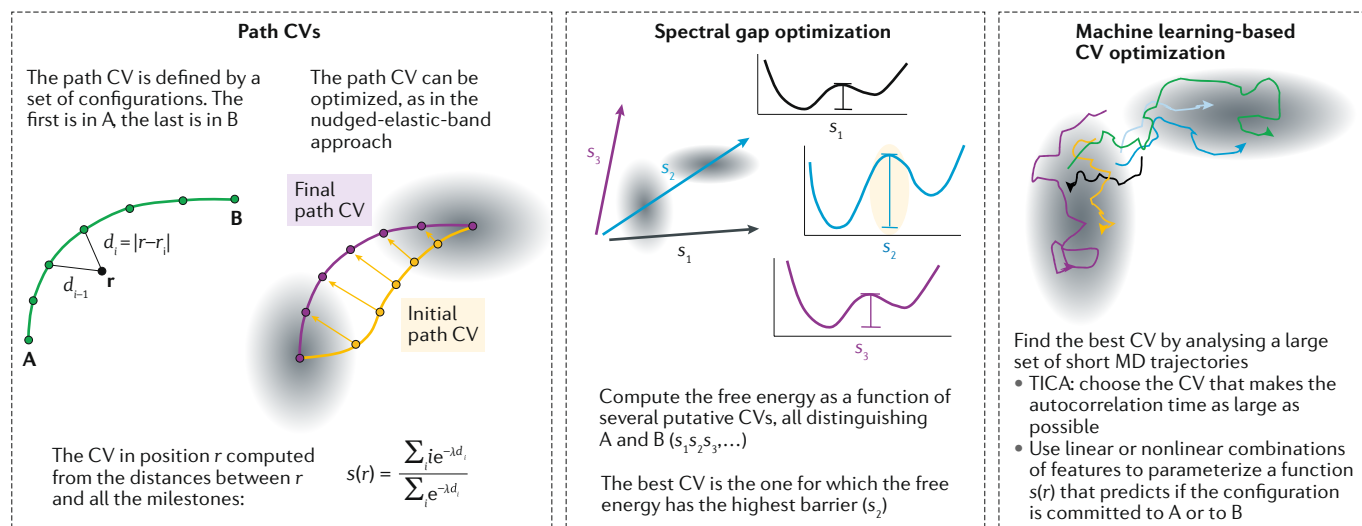 Path CVs
The path CV is defined by a
set of configurations. The
first is in A, the last is in B
The path CV can be
optimized, as in the
nudged-elastic-band
approach
B
d_i = |r–r_i|
r
d_{i–1}
A
Final
path CV
Initial
path CV
The CV in position r computed
from the distances between r
and all the milestones:
s(r) = ∑_i ie^{–λd_i} / ∑_i e^{–λd_i}
Spectral gap optimization
s_3
s_2
s_1
s_1
s_2
s_3
Compute the free energy as a function of
several putative CVs, all distinguishing
A and B (s_1s_2s_3,...)
The best CV is the one for which the free
energy has the highest barrier (s_2)
Machine learning-based
CV optimization
Find the best CV by analysing a large
set of short MD trajectories
• TICA: choose the CV that makes the
autocorrelation time as large as
possible
• Use linear or nonlinear combinations
of features to parameterize a function
s(r) that predicts if the configuration
is committed to A or to B